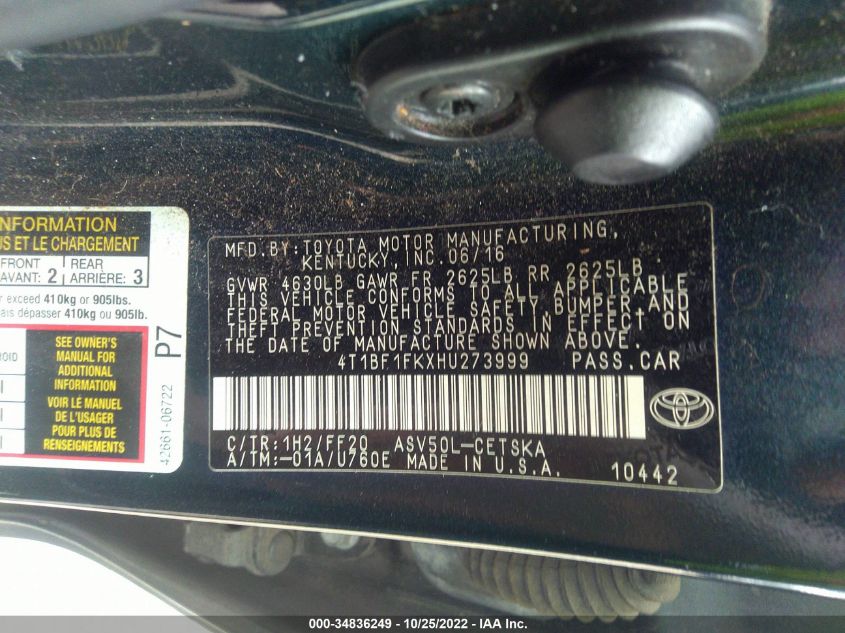 INFORMATION
US ET LE CHARGEMENT
FRONT
AVANT: 2
REAR
ARRIÈRE: 3
exceed 410kg or 905lbs.
dépasser 410kg ou 905lb.
SEE OWNER'S
MANUAL FOR
ADDITIONAL
INFORMATION
VOIR LE MANUEL
DE L'USAGER
POUR PLUS DE
RENSEIGNEMENTS
P7
42661-06722
MFD.BY:TOYOTA MOTOR MANUFACTURING,
KENTUCKY, INC.06/16
GVWR 4630LB GAWR FR 2625LB RR 2625LB
THIS VEHICLE CONFORMS TO ALL APPLICABLE
FEDERAL MOTOR VEHICLE SAFETY,BUMPER,AND
THEFT PREVENTION STANDARDS IN EFFECT ON
THE DATE OF MANUFACTURE SHOWN ABOVE.
4T1BF1FKXHU273999 PASS.CAR
C/TR:1H2/FF20 ASV50L-CETSKA
A/TM:-01A/U760E MADE IN U.S.A.
10442
000-34836249 - 10/25/2022 - IAA Inc.